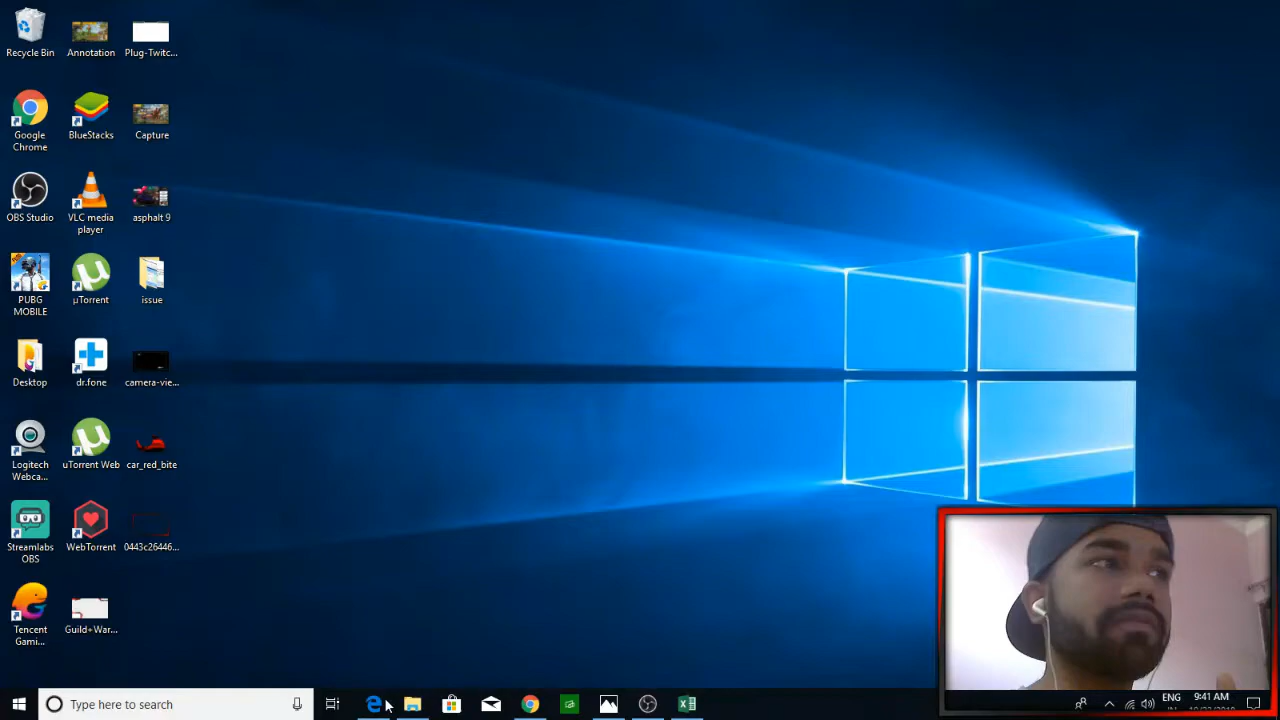 Recycle Bin
Annotation
Plug-Twitc...
Google
Chrome
BlueStacks
Capture
OBS Studio
VLC media
player
asphalt 9
PUBG
MOBILE
µTorrent
issue
Desktop
dr.fone
camera-vie...
Logitech
Webca...
uTorrent Web
car_red_bite
Streamlabs
OBS
WebTorrent
0443c26446...
Tencent
Gami...
Guild+War...
Type here to search
ENG
9:41 AM